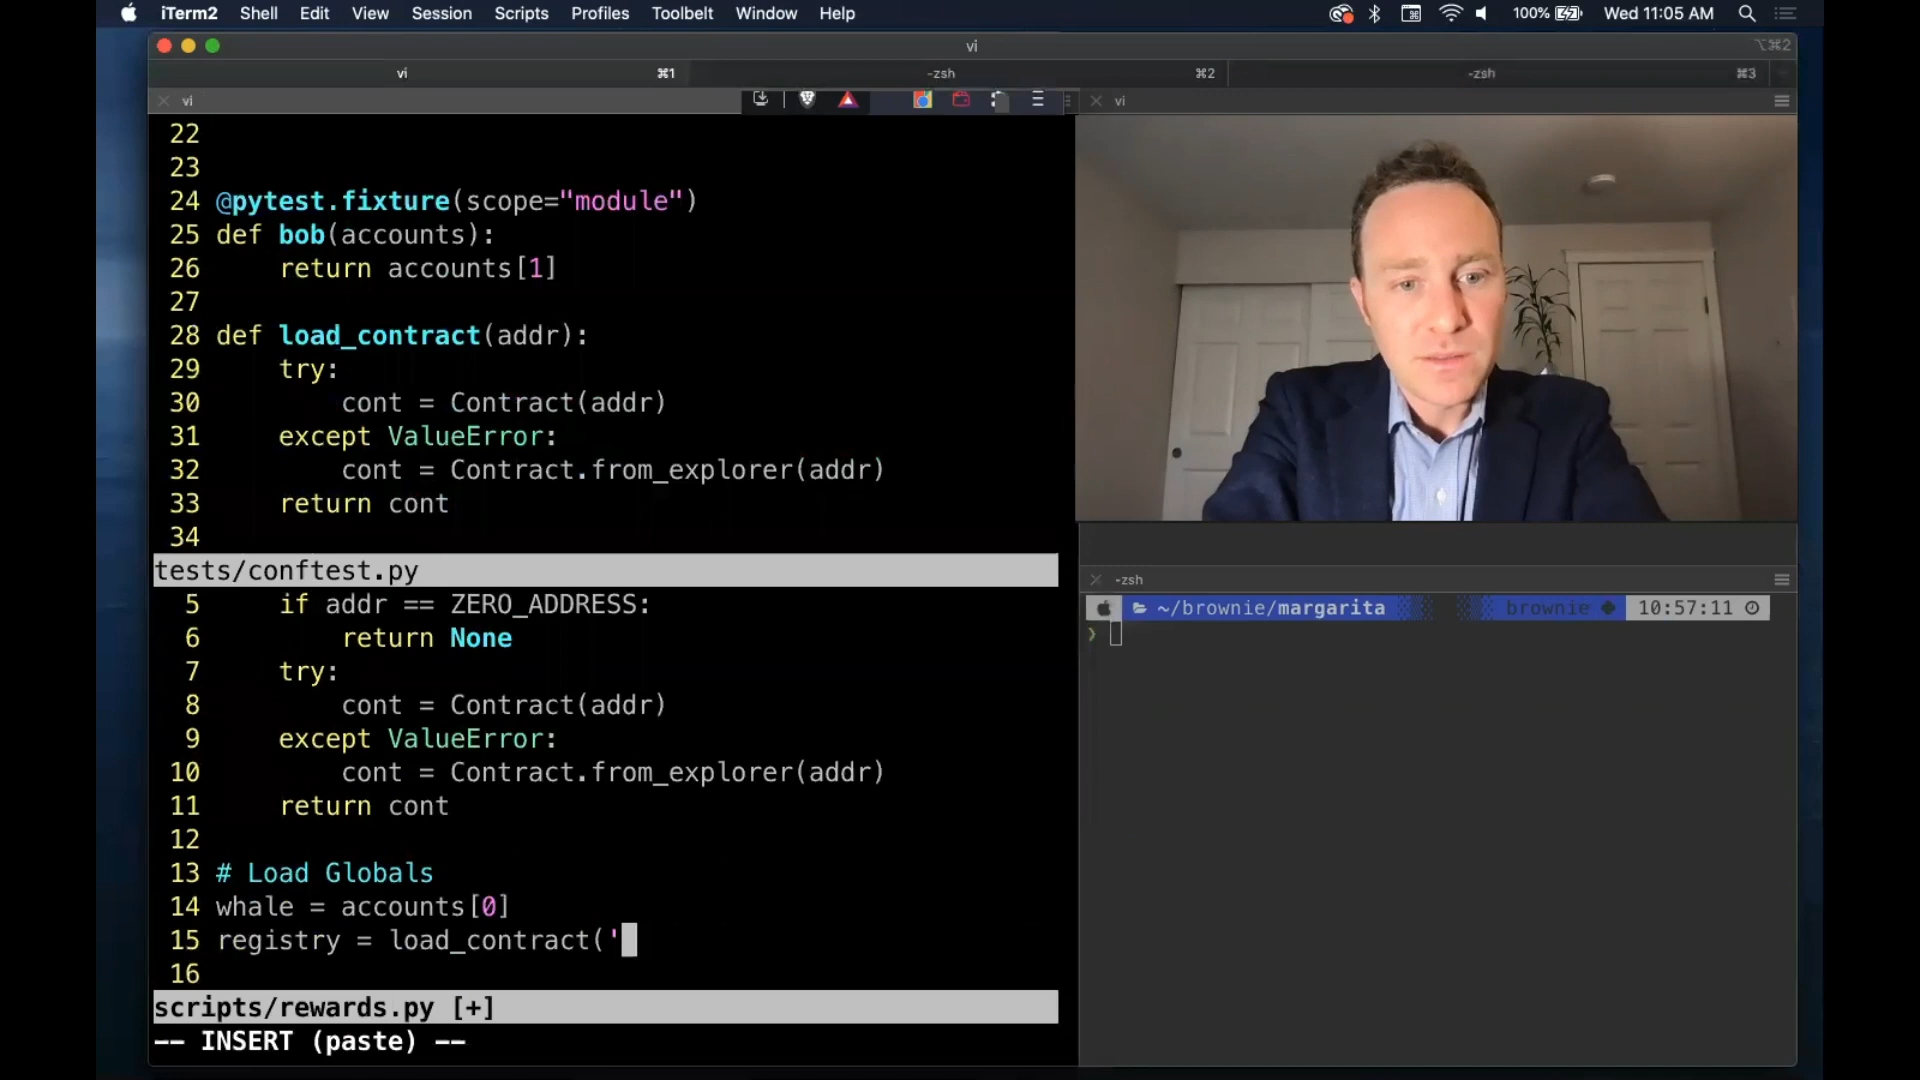 iTerm2 Shell Edit View Session Scripts Profiles Toolbelt Window Help 100% Wed 11:05 AM
vi ⌥⌘2
vi ⌘1 -zsh ⌘2 -zsh ⌘3
vi
vi
22
23
24 @pytest.fixture(scope="module")
25 def bob(accounts):
26     return accounts[1]
27
28 def load_contract(addr):
29     try:
30         cont = Contract(addr)
31     except ValueError:
32         cont = Contract.from_explorer(addr)
33     return cont
34
tests/conftest.py
5     if addr == ZERO_ADDRESS:
6         return None
7     try:
8         cont = Contract(addr)
9     except ValueError:
10         cont = Contract.from_explorer(addr)
11     return cont
12
13 # Load Globals
14 whale = accounts[0]
15 registry = load_contract('
16
scripts/rewards.py [+]
-- INSERT (paste) --
-zsh
~/brownie/margarita brownie 10:57:11
❯